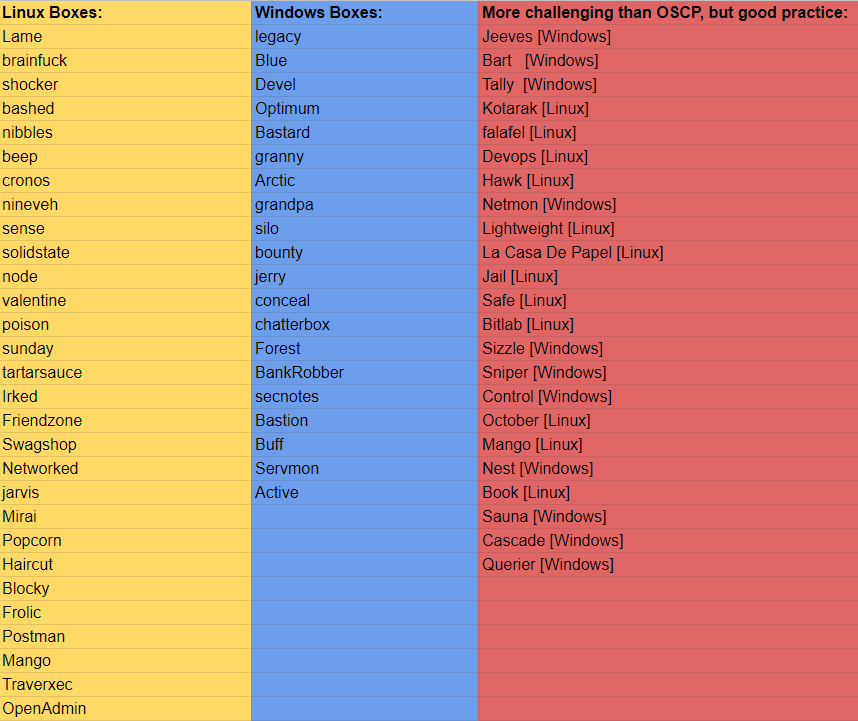 Linux Boxes: Windows Boxes: More challenging than OSCP, but good practice:
Lame legacy Jeeves [Windows]
brainfuck Blue Bart [Windows]
shocker Devel Tally [Windows]
bashed Optimum Kotarak [Linux]
nibbles Bastard falafel [Linux]
beep granny Devops [Linux]
cronos Arctic Hawk [Linux]
nineveh grandpa Netmon [Windows]
sense silo Lightweight [Linux]
solidstate bounty La Casa De Papel [Linux]
node jerry Jail [Linux]
valentine conceal Safe [Linux]
poison chatterbox Bitlab [Linux]
sunday Forest Sizzle [Windows]
tartarsauce BankRobber Sniper [Windows]
Irked secnotes Control [Windows]
Friendzone Bastion October [Linux]
Swagshop Buff Mango [Linux]
Networked Servmon Nest [Windows]
jarvis Active Book [Linux]
Mirai Sauna [Windows]
Popcorn Cascade [Windows]
Haircut Querier [Windows]
Blocky
Frolic
Postman
Mango
Traverxec
OpenAdmin